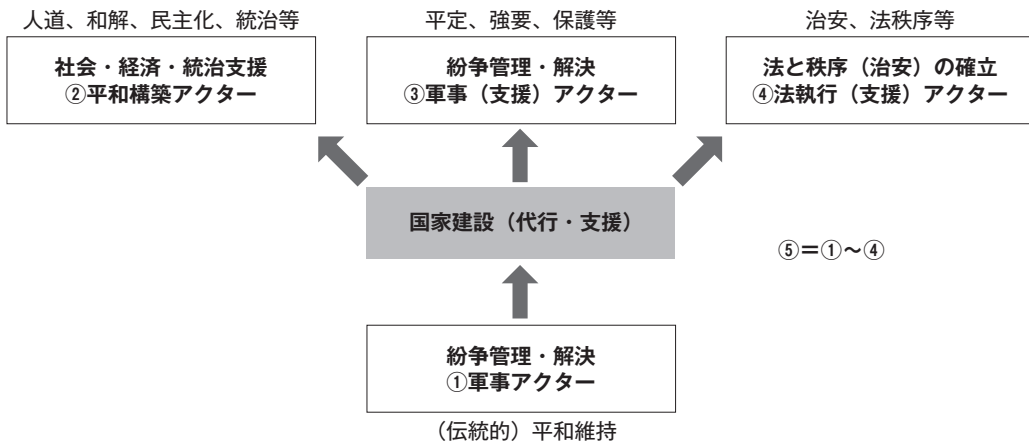 人道、和解、民主化、統治等
社会・経済・統治支援
②平和構築アクター
平定、強要、保護等
紛争管理・解決
③軍事（支援）アクター
治安、法秩序等
法と秩序（治安）の確立
④法執行（支援）アクター
国家建設（代行・支援）
⑤＝①～④
紛争管理・解決
①軍事アクター
（伝統的）平和維持